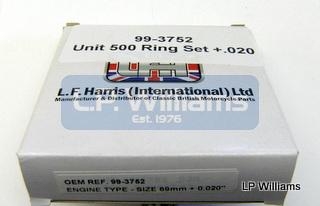 99-3752
Unit 500 Ring Set +.020
L.F. Harris (International) Ltd
Manufacturer & Distributor of Classic British Motorcycle Parts
L.P. Williams
Est. 1976
OEM REF. 99-3752
ENGINE TYPE - SIZE 69mm + 0.020"
LP Williams